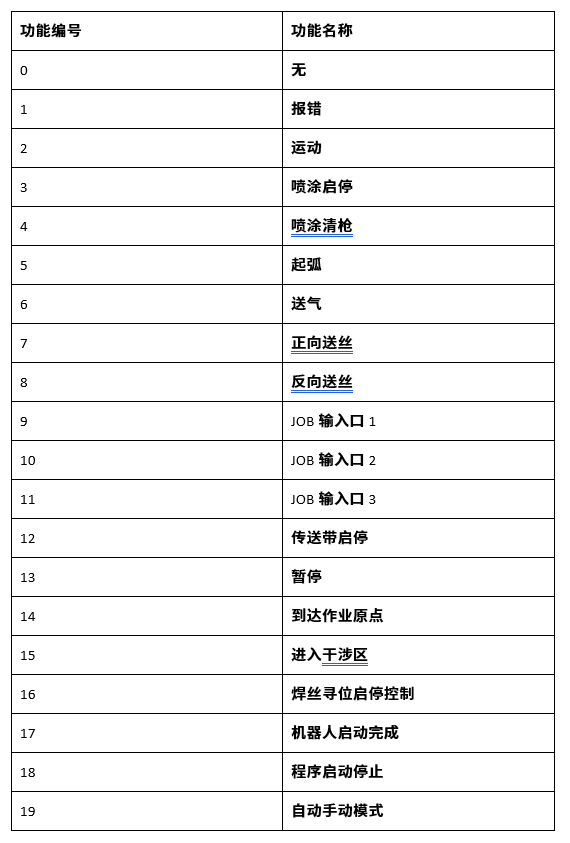 功能编号 功能名称
0 无
1 报错
2 运动
3 喷涂启停
4 喷涂清枪
5 起弧
6 送气
7 正向送丝
8 反向送丝
9 JOB 输入口 1
10 JOB 输入口 2
11 JOB 输入口 3
12 传送带启停
13 暂停
14 到达作业原点
15 进入干涉区
16 焊丝寻位启停控制
17 机器人启动完成
18 程序启动停止
19 自动手动模式